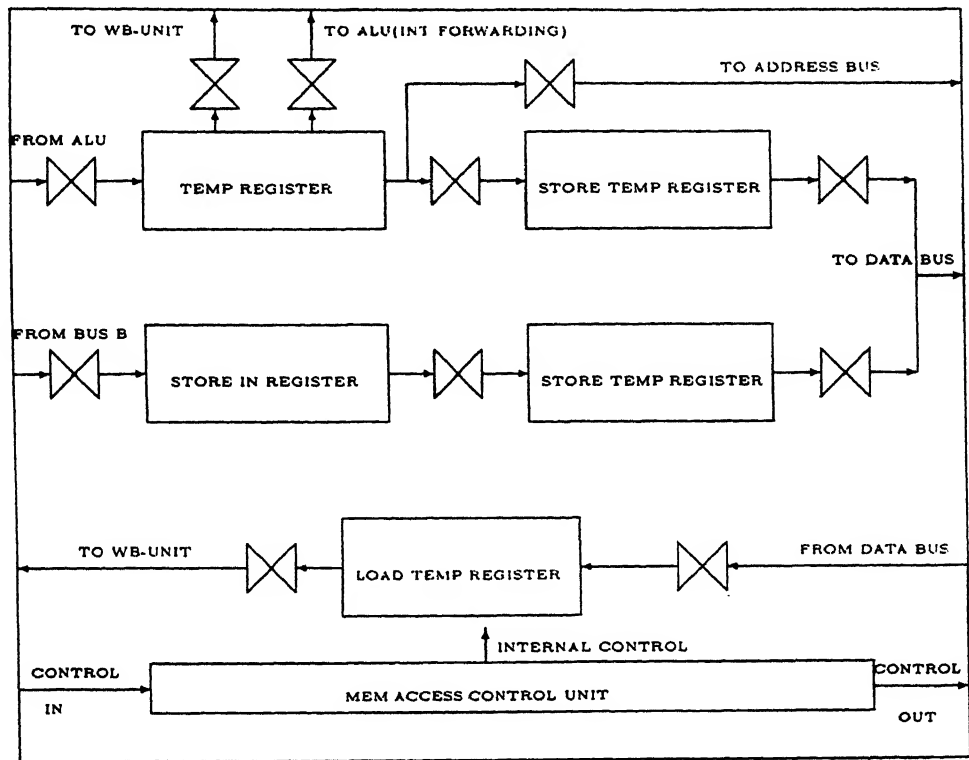 TO WB-UNIT
TO ALU(INT FORWARDING)
TO ADDRESS BUS
FROM ALU
TEMP REGISTER
STORE TEMP REGISTER
TO DATA BUS
FROM BUS B
STORE IN REGISTER
STORE TEMP REGISTER
TO WB-UNIT
LOAD TEMP REGISTER
FROM DATA BUS
INTERNAL CONTROL
CONTROL
IN
MEM ACCESS CONTROL UNIT
CONTROL
OUT